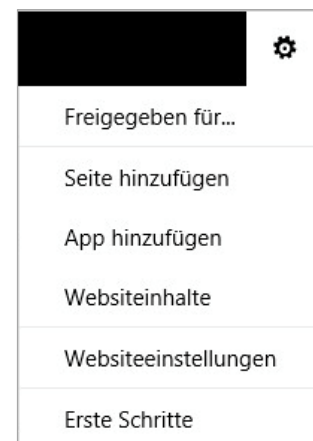 Freigegeben für...
Seite hinzufügen
App hinzufügen
Websiteinhalte
Websiteeinstellungen
Erste Schritte